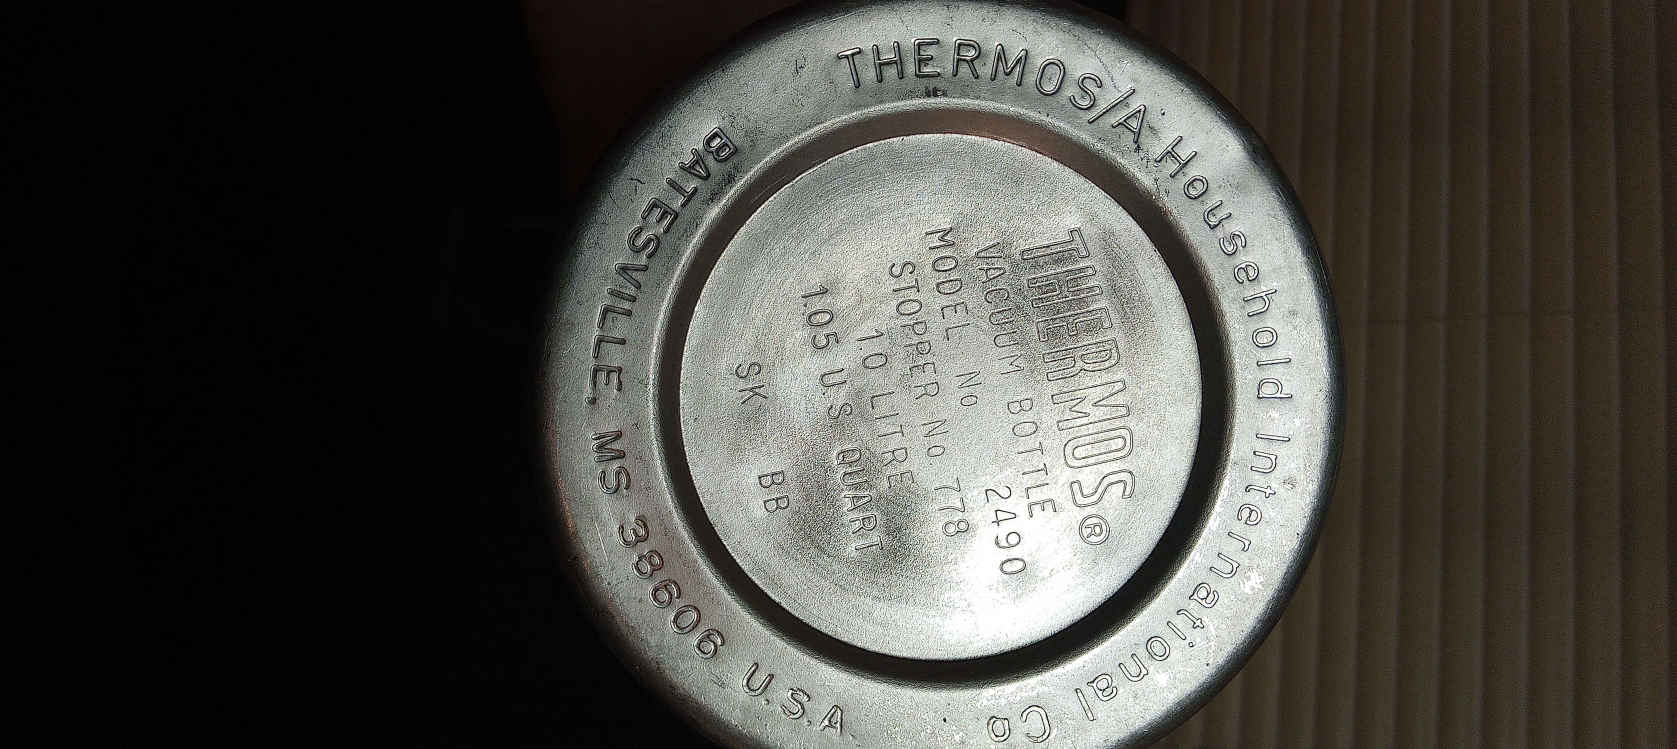 THERMOS/A Household International Co
THERMOS®
VACUUM BOTTLE
MODEL No 2490
STOPPER No. 778
1.0 LITRE
1.05 U.S QUART
SK BB
BATESVILLE, MS 38606 U.S.A